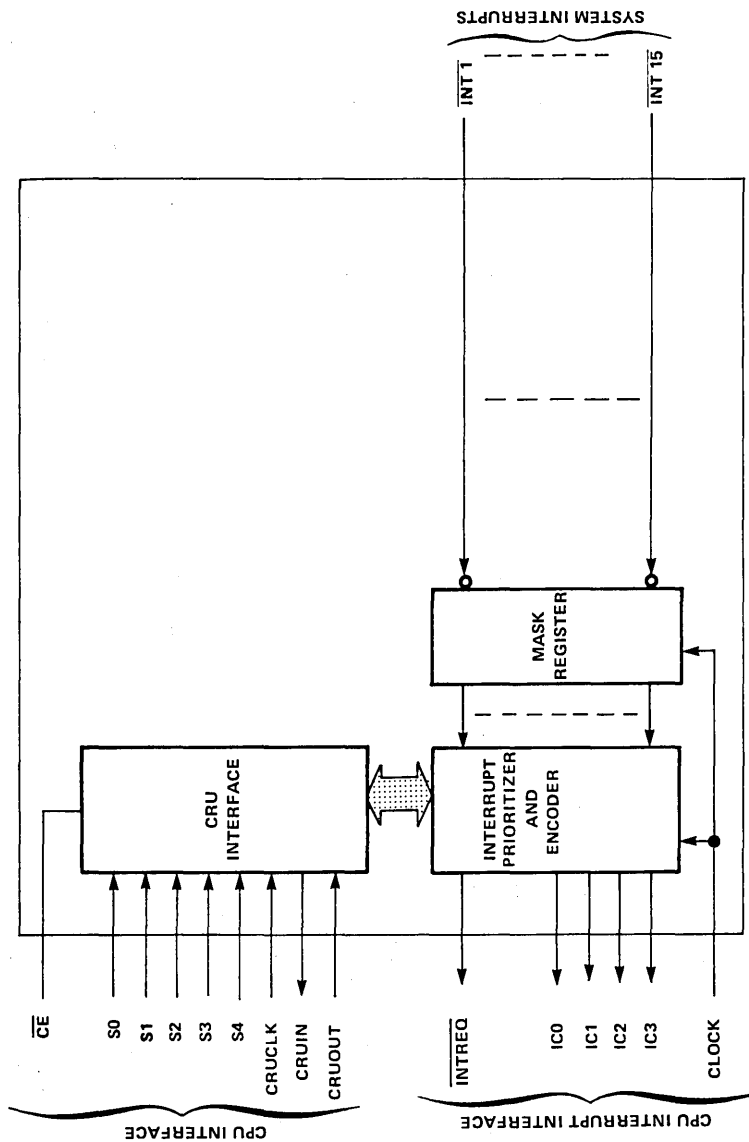 CPU INTERFACE
CE
S0
S1
S2
S3
S4
CRUCLK
CRUIN
CRUOUT
CRU
INTERFACE
CPU INTERRUPT INTERFACE
INTREQ
IC0
IC1
IC2
IC3
CLOCK
INTERRUPT
PRIORITIZER
AND
ENCODER
MASK
REGISTER
INT 1
INT 15
SYSTEM INTERRUPTS